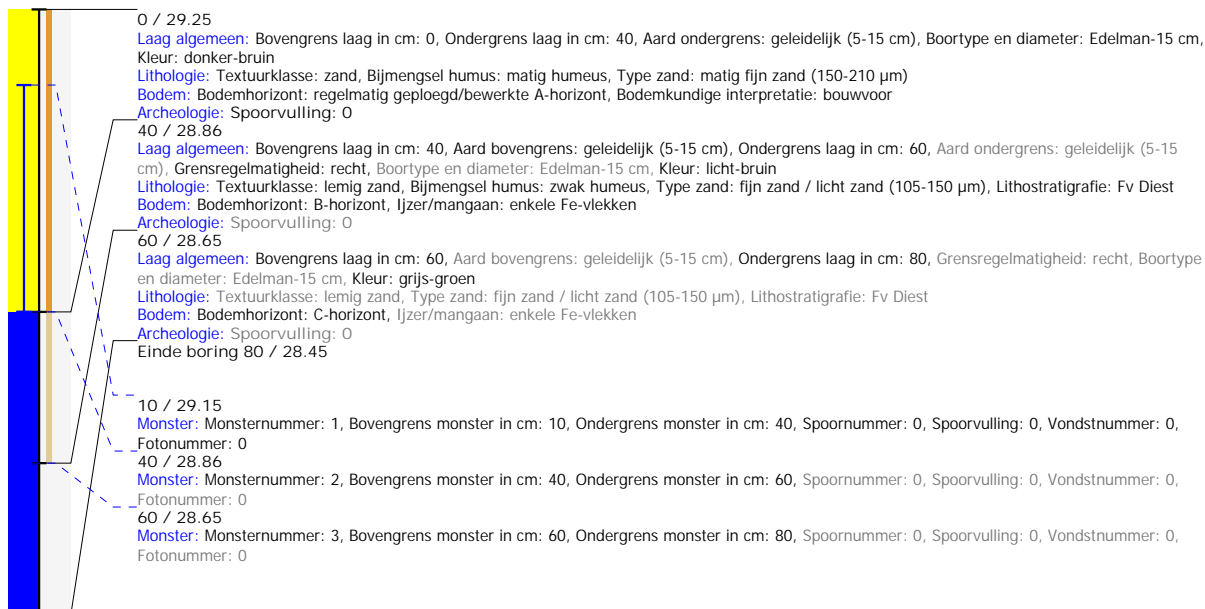 0 / 29.25
Laag algemeen: Bovengrens laag in cm: 0, Ondergrens laag in cm: 40, Aard ondergrens: geleidelijk (5-15 cm), Boortype en diameter: Edelman-15 cm,
Kleur: donker-bruin
Lithologie: Textuurklasse: zand, Bijmengsel humus: matig humeus, Type zand: matig fijn zand (150-210 µm)
Bodem: Bodemhorizont: regelmatig geploegd/bewerkte A-horizont, Bodemkundige interpretatie: bouwvoor
Archeologie: Spoorvulling: 0
40 / 28.86
Laag algemeen: Bovengrens laag in cm: 40, Aard bovengrens: geleidelijk (5-15 cm), Ondergrens laag in cm: 60, Aard ondergrens: geleidelijk (5-15
cm), Grensregelmatigheid: recht, Boortype en diameter: Edelman-15 cm, Kleur: licht-bruin
Lithologie: Textuurklasse: lemig zand, Bijmengsel humus: zwak humeus, Type zand: fijn zand / licht zand (105-150 µm), Lithostratigrafie: Fv Diest
Bodem: Bodemhorizont: B-horizont, Ijzer/mangaan: enkele Fe-vlekken
Archeologie: Spoorvulling: 0
60 / 28.65
Laag algemeen: Bovengrens laag in cm: 60, Aard bovengrens: geleidelijk (5-15 cm), Ondergrens laag in cm: 80, Grensregelmatigheid: recht, Boortype
en diameter: Edelman-15 cm, Kleur: grijs-groen
Lithologie: Textuurklasse: lemig zand, Type zand: fijn zand / licht zand (105-150 µm), Lithostratigrafie: Fv Diest
Bodem: Bodemhorizont: C-horizont, Ijzer/mangaan: enkele Fe-vlekken
Archeologie: Spoorvulling: 0
Einde boring 80 / 28.45
10 / 29.15
Monster: Monsternummer: 1, Bovengrens monster in cm: 10, Ondergrens monster in cm: 40, Spoornummer: 0, Spoorvulling: 0, Vondstnummer: 0,
Fotonummer: 0
40 / 28.86
Monster: Monsternummer: 2, Bovengrens monster in cm: 40, Ondergrens monster in cm: 60, Spoornummer: 0, Spoorvulling: 0, Vondstnummer: 0,
Fotonummer: 0
60 / 28.65
Monster: Monsternummer: 3, Bovengrens monster in cm: 60, Ondergrens monster in cm: 80, Spoornummer: 0, Spoorvulling: 0, Vondstnummer: 0,
Fotonummer: 0